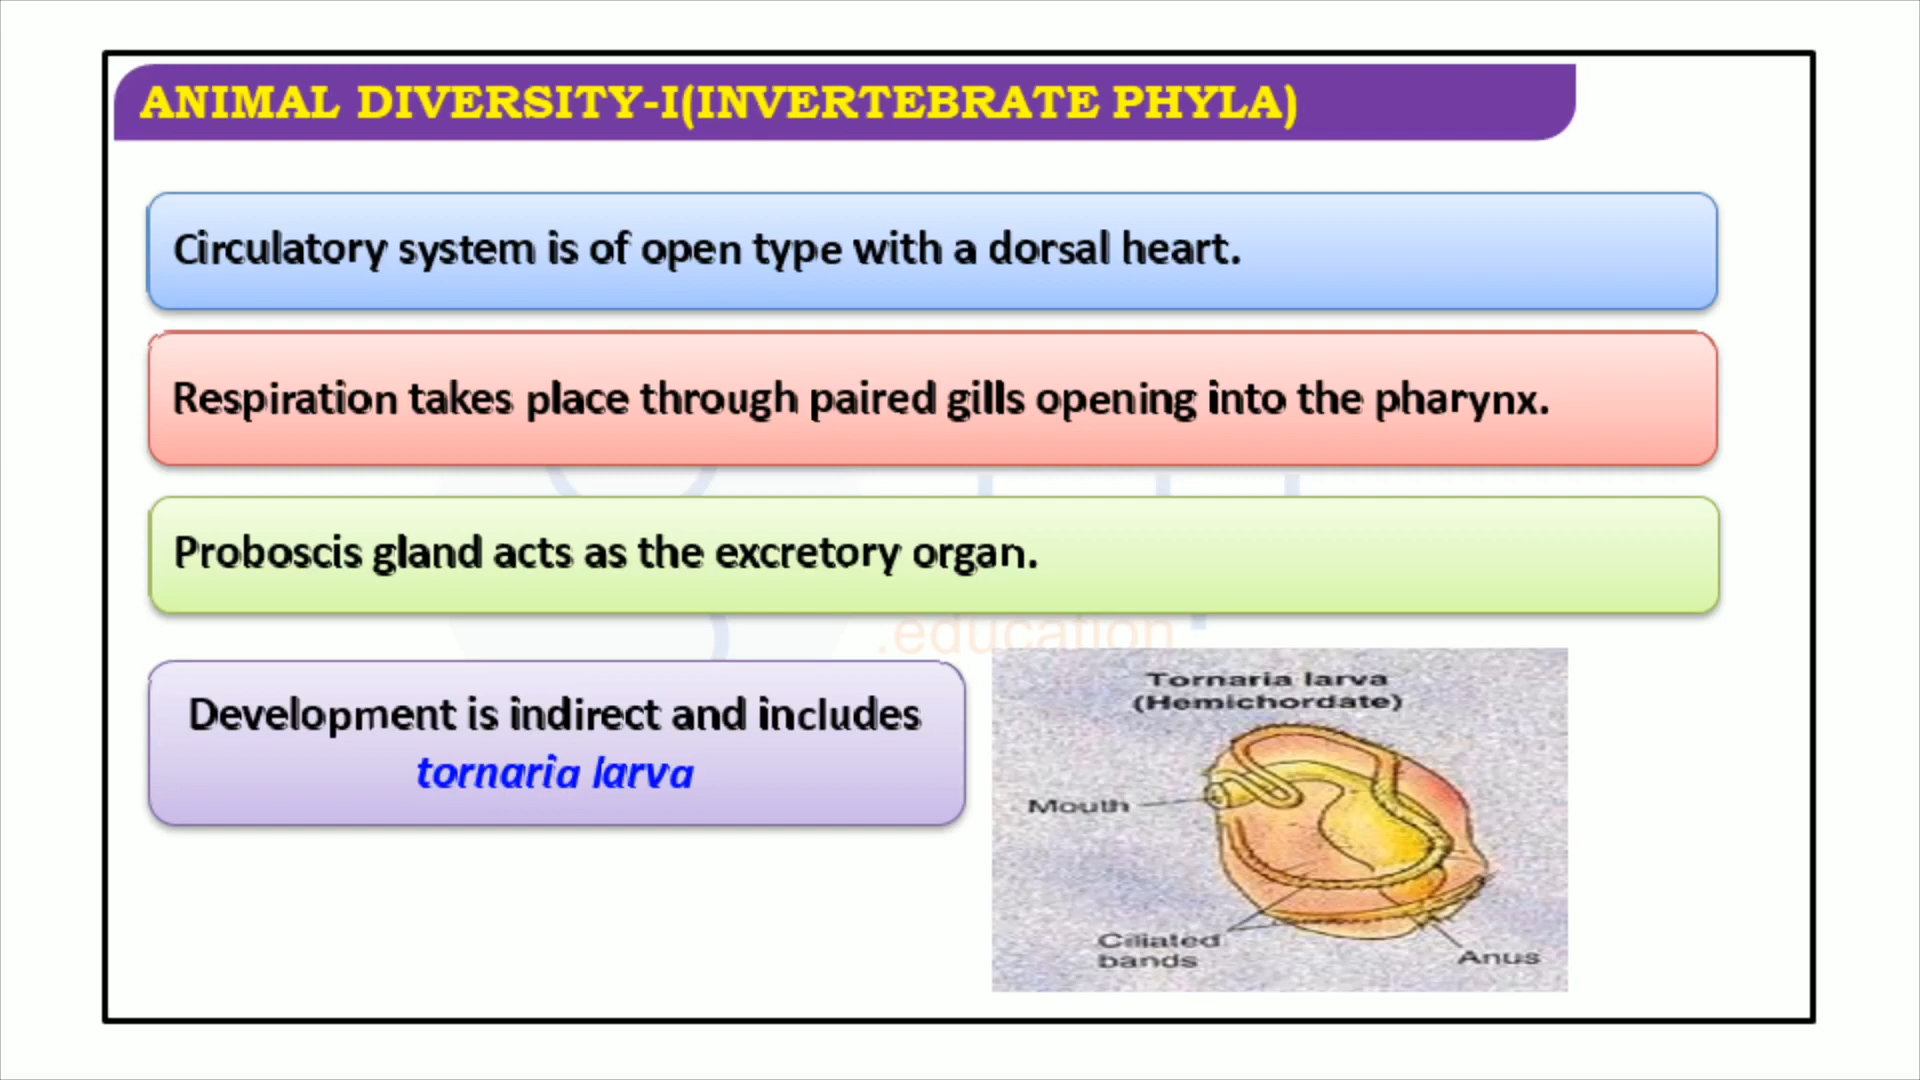 ANIMAL DIVERSITY-I(INVERTEBRATE PHYLA)
Circulatory system is of open type with a dorsal heart.
Respiration takes place through paired gills opening into the pharynx.
Proboscis gland acts as the excretory organ.
.education
Development is indirect and includes
tornaria larva
Tornaria larva
(Hemichordate)
Mouth
Ciliated
bands
Anus